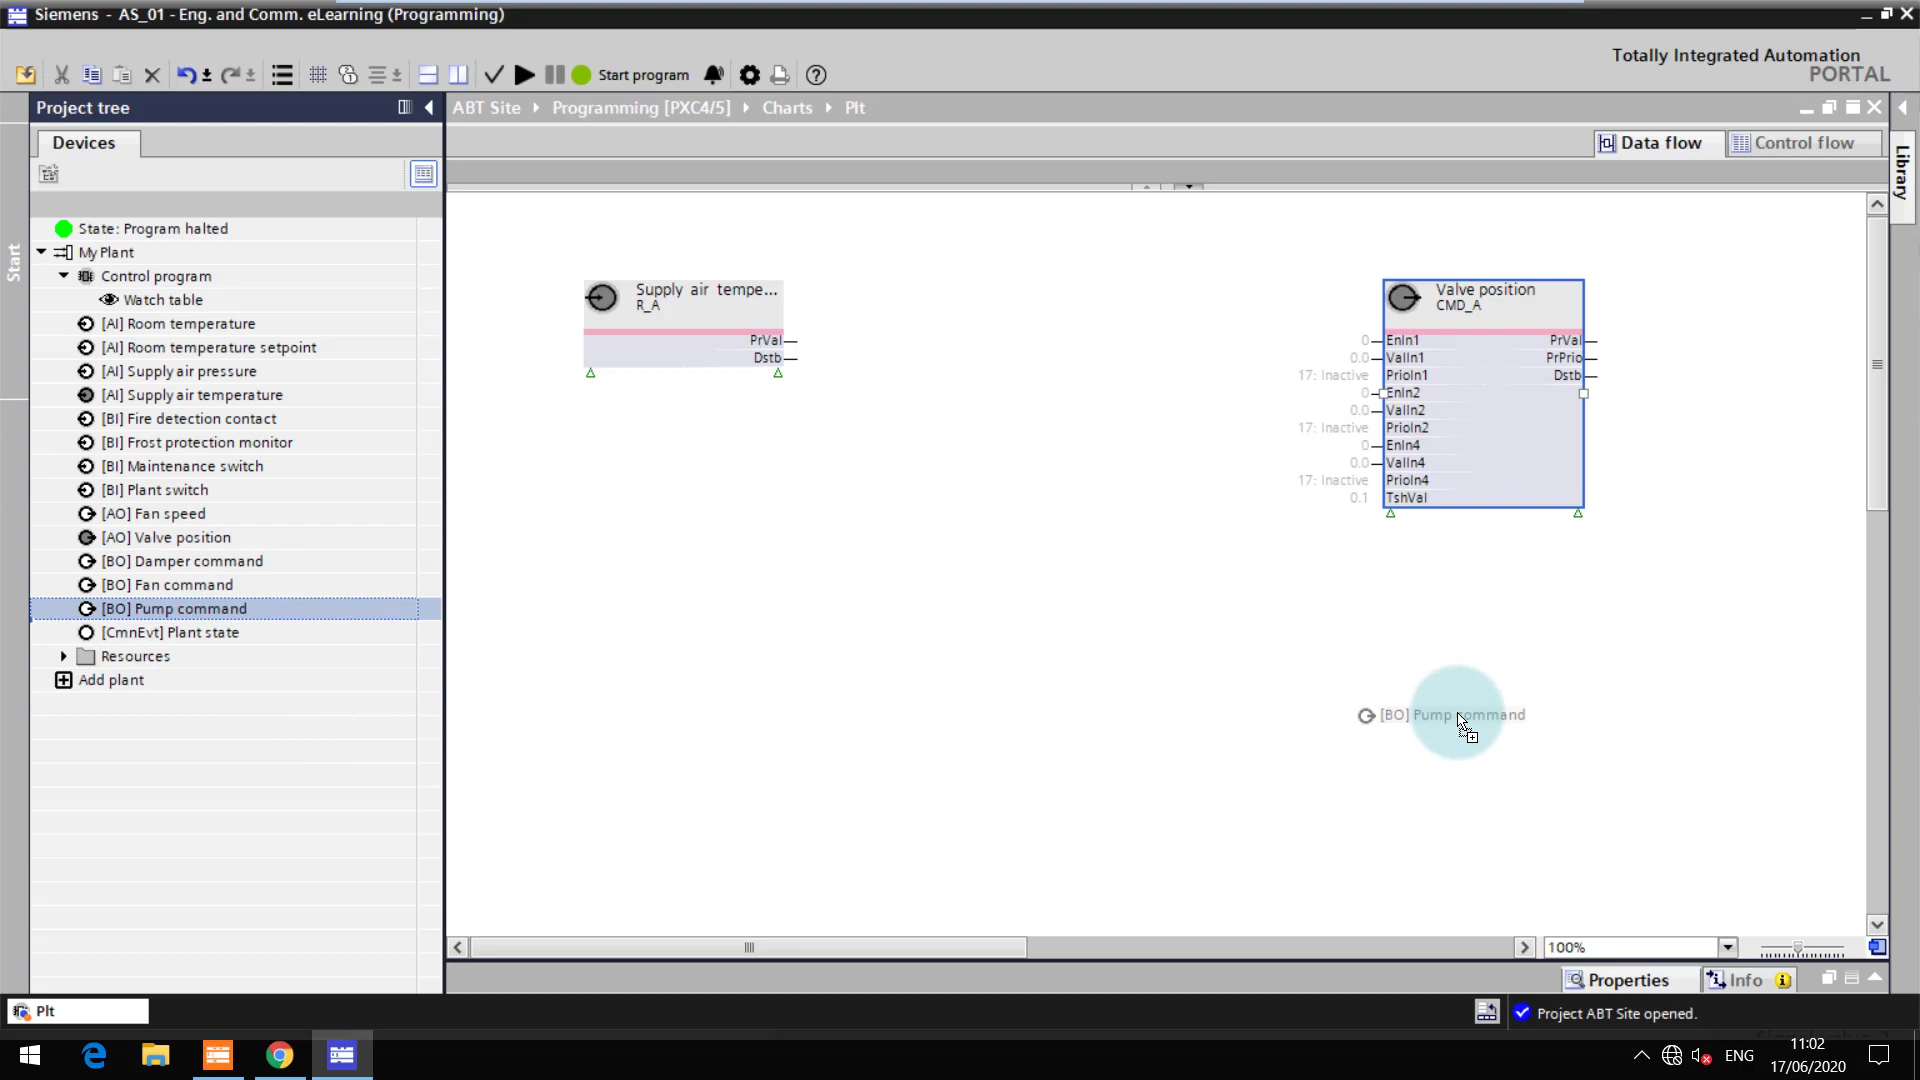 Siemens - AS_01 - Eng. and Comm. eLearning (Programming)
Totally Integrated Automation
PORTAL
Start program
Project tree
ABT Site Programming [PXC4/5] Charts Plt
Devices
Data flow
Control flow
Start
Library
State: Program halted
My Plant
Control program
Watch table
[AI] Room temperature
[AI] Room temperature setpoint
[AI] Supply air pressure
[AI] Supply air temperature
[BI] Fire detection contact
[BI] Frost protection monitor
[BI] Maintenance switch
[BI] Plant switch
[AO] Fan speed
[AO] Valve position
[BO] Damper command
[BO] Fan command
[BO] Pump command
[CmnEvt] Plant state
Resources
Add plant
Supply air tempe...
R_A
PrVal
Dstb
Valve position
CMD_A
0 EnIn1 PrVal
0.0 ValIn1 PrPrio
17: Inactive PrioIn1 Dstb
0 EnIn2
0.0 ValIn2
17: Inactive PrioIn2
0 EnIn4
0.0 ValIn4
17: Inactive PrioIn4
0.1 TshVal
[BO] Pump command
100%
Properties
Info
Plt
Project ABT Site opened.
ENG
11:02
17/06/2020